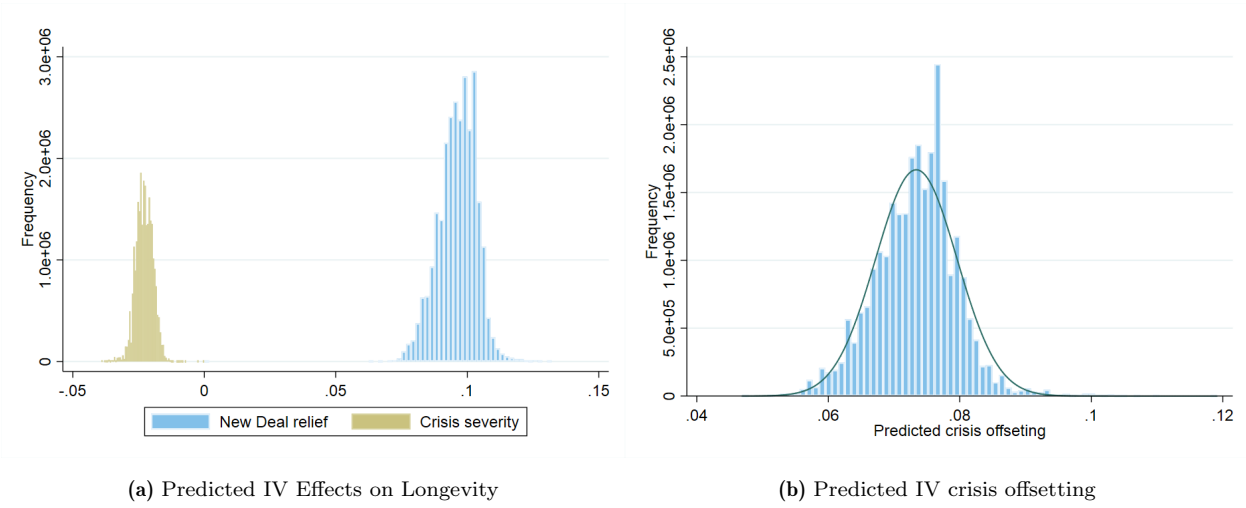 Frequency
3.0e+06
2.0e+06
1.0e+06
0
-.05
0
.05
.1
.15
New Deal relief
Crisis severity
(a) Predicted IV Effects on Longevity
Frequency
2.5e+06
2.0e+06
1.5e+06
1.0e+06
5.0e+05
0
.04
.06
.08
.1
.12
Predicted crisis offseting
(b) Predicted IV crisis offsetting